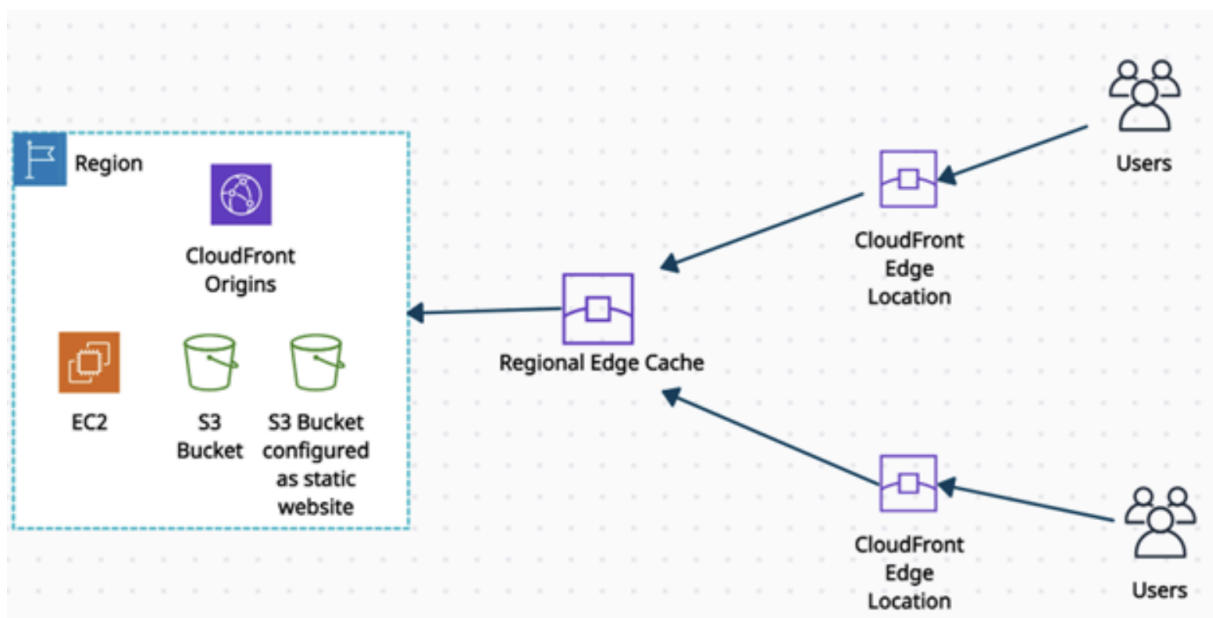 Region
CloudFront
Origins
EC2
S3
Bucket
S3 Bucket
configured
as static
website
Regional Edge Cache
CloudFront
Edge
Location
Users
CloudFront
Edge
Location
Users